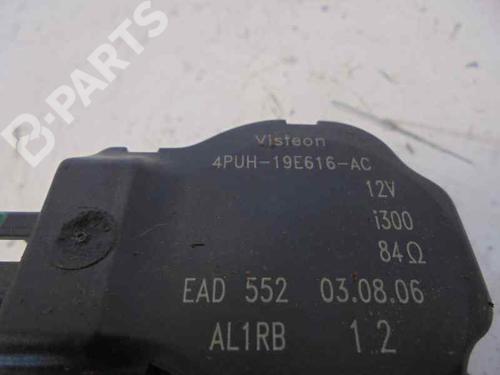 B-PARTS
Visteon
4PUH-19E616-AC
12V
i300
84Ω
EAD 552 03.08.06
AL1RB 1 2